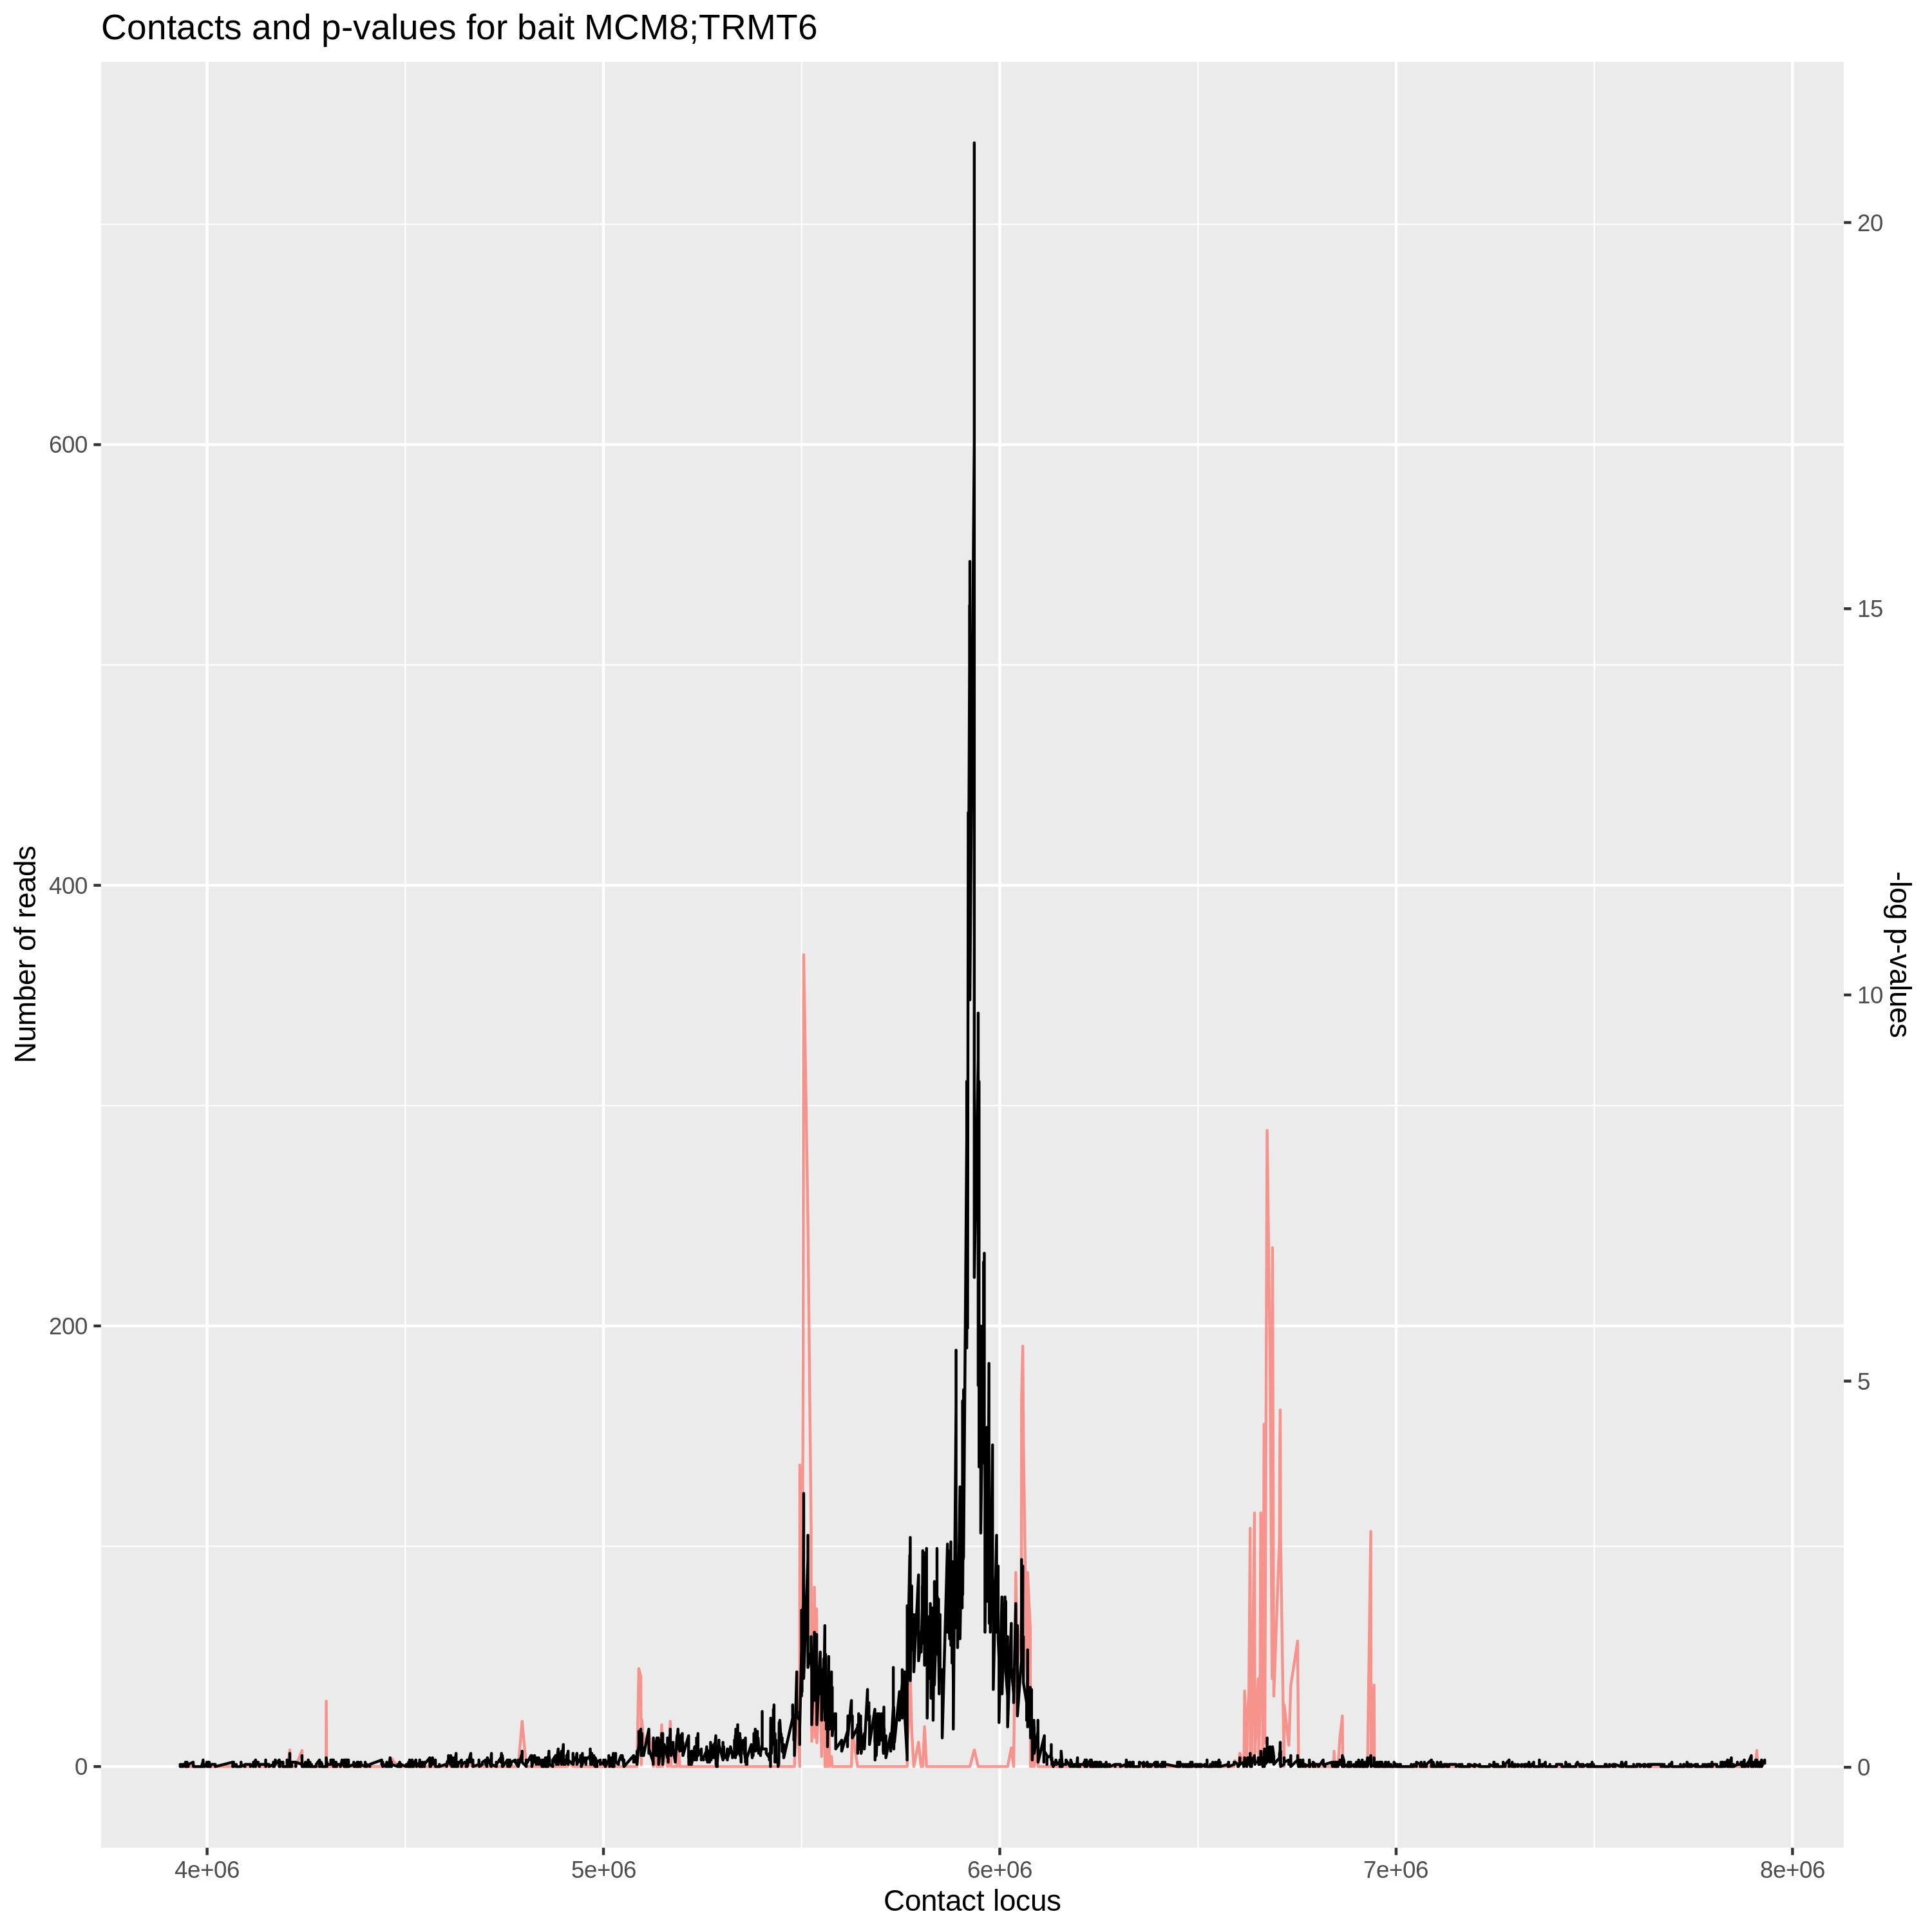 Contacts and p-values for bait MCM8;TRMT6
Number of reads
600
400
200
0
20
15
10
5
0
-log p-values
4e+06
5e+06
6e+06
7e+06
8e+06
Contact locus